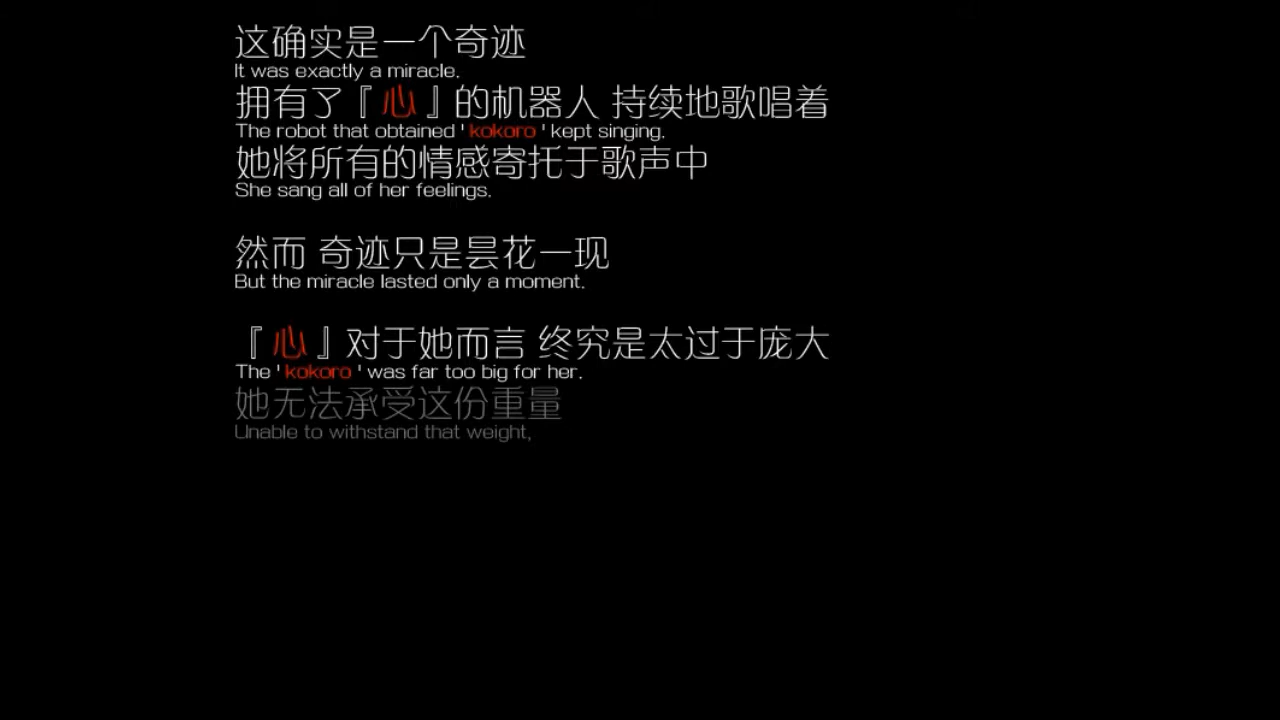 这确实是一个奇迹
It was exactly a miracle.
拥有了『心』的机器人 持续地歌唱着
The robot that obtained ' kokoro ' kept singing.
她将所有的情感寄托于歌声中
She sang all of her feelings.
然而 奇迹只是昙花一现
But the miracle lasted only a moment.
『心』对于她而言 终究是太过于庞大
The ' kokoro ' was far too big for her.
她无法承受这份重量
Unable to withstand that weight,